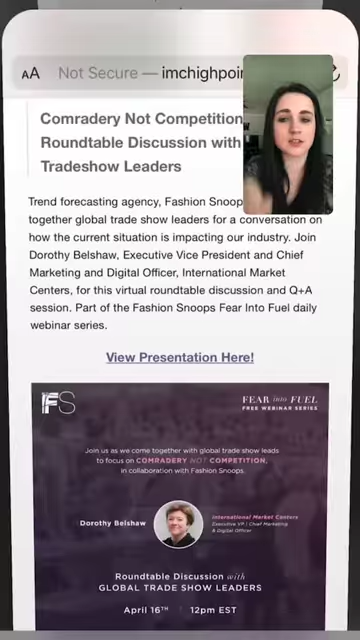 AA Not Secure — imchighpoin
Comradery Not Competition
Roundtable Discussion with
Tradeshow Leaders
Trend forecasting agency, Fashion Snoop
together global trade show leaders for a conversation on
how the current situation is impacting our industry. Join
Dorothy Belshaw, Executive Vice President and Chief
Marketing and Digital Officer, International Market
Centers, for this virtual roundtable discussion and Q+A
session. Part of the Fashion Snoops Fear Into Fuel daily
webinar series.
View Presentation Here!
FS
FEAR into FUEL
FREE WEBINAR SERIES
Join us as we come together with global trade show leads
to focus on COMRADERY NOT COMPETITION,
in collaboration with Fashion Snoops.
Dorothy Belshaw
International Market Centers
Executive VP | Chief Marketing
& Digital Officer
Roundtable Discussion with
GLOBAL TRADE SHOW LEADERS
April 16TH | 12pm EST